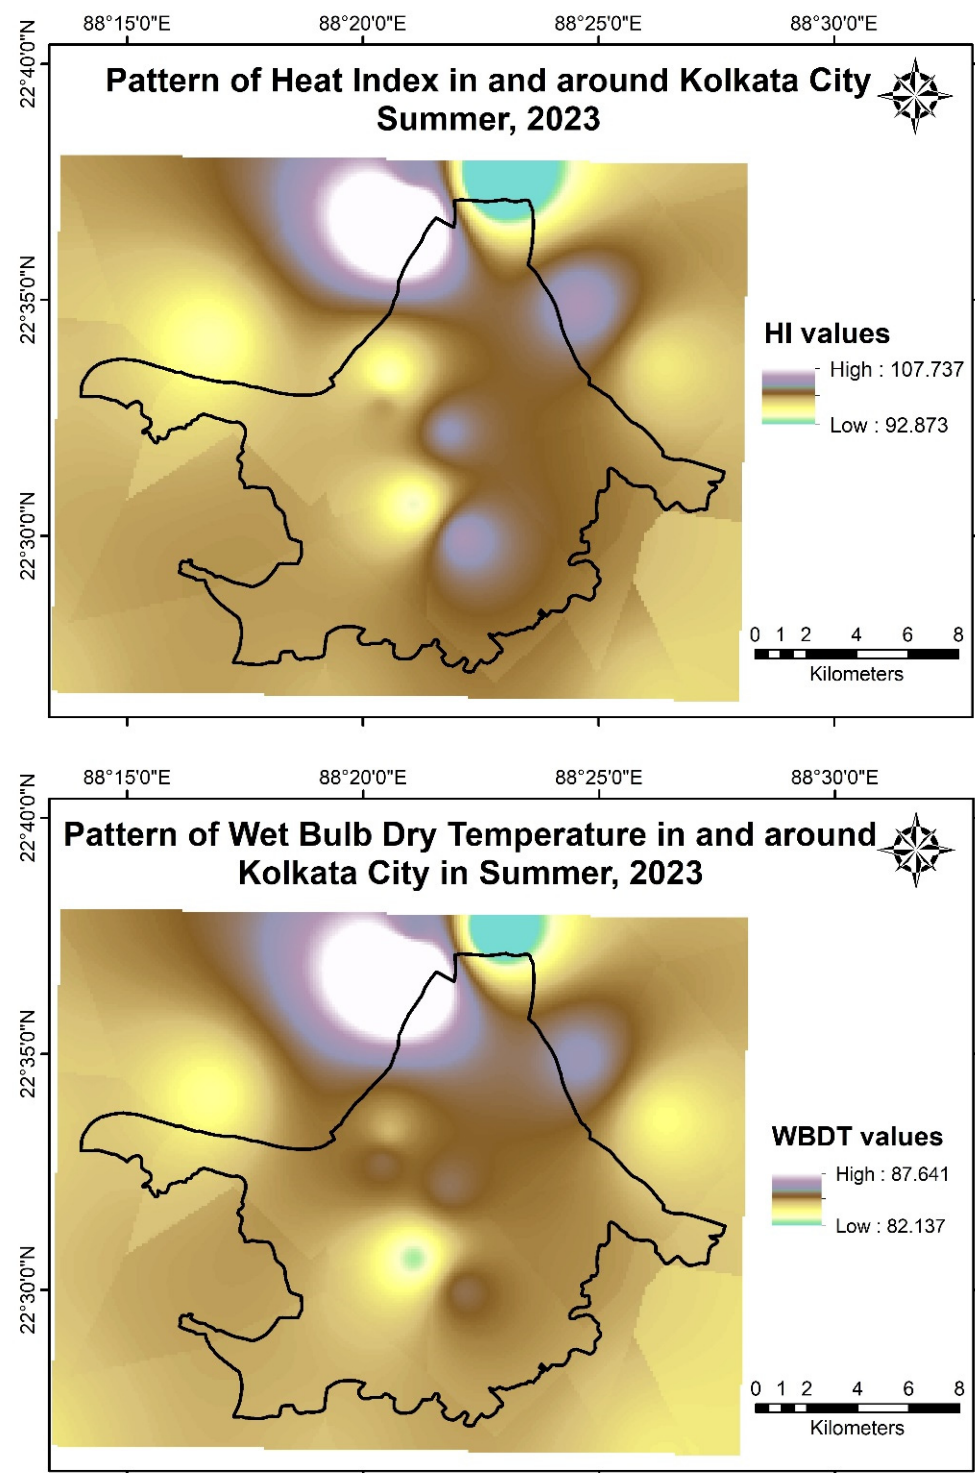 88°15'0"E 88°20'0"E 88°25'0"E 88°30'0"E
22°40'0"N
Pattern of Heat Index in and around Kolkata City
Summer, 2023
22°35'0"N
HI values
High : 107.737
Low : 92.873
22°30'0"N
0 1 2 4 6 8
Kilometers
88°15'0"E 88°20'0"E 88°25'0"E 88°30'0"E
22°40'0"N
Pattern of Wet Bulb Dry Temperature in and around
Kolkata City in Summer, 2023
22°35'0"N
WBDT values
High : 87.641
Low : 82.137
22°30'0"N
0 1 2 4 6 8
Kilometers